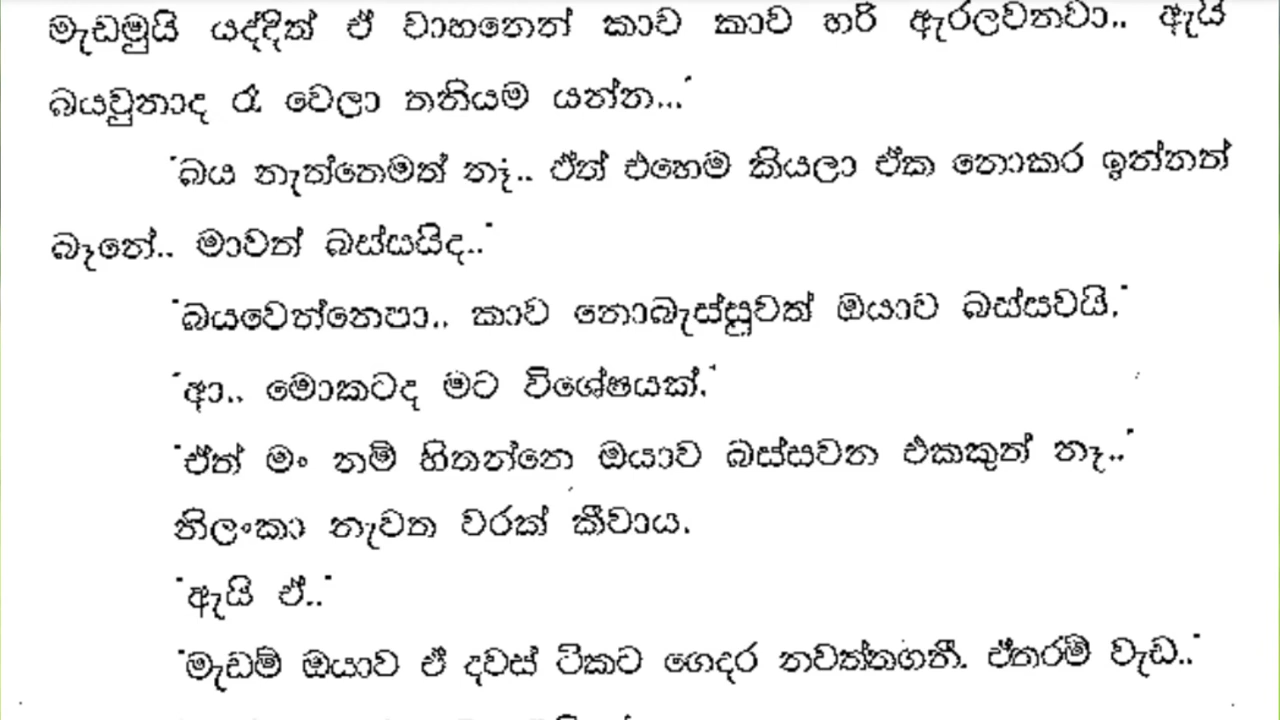 මැඩමුයි යද්දිත් ඒ වාහනෙන් කාව කාව හරි ඇරලවනවා.. ඇයි
බයවුනාද රෑ වෙලා තනියම යන්න...'
'බය නැත්තෙමත් නෑ.. ඒත් එහෙම කියලා ඒක නොකර ඉන්නත්
බෑනේ.. මාවත් බස්සයිද..'
'බයවෙන්නෙපා.. කාව නොබැස්සුවත් ඔයාව බස්සවයි.'
'ආ.. මොකටද මට විශේෂයක්.'
'ඒත් මං නම් හිතන්නෙ ඔයාව බස්සවන එකකුත් නෑ..'
නිලංකා නැවත වරක් කීවාය.
'ඇයි ඒ..'
'මැඩම් ඔයාව ඒ දවස් ටිකට ගෙදර නවත්තගනී. ඒතරම් වැඩ..'